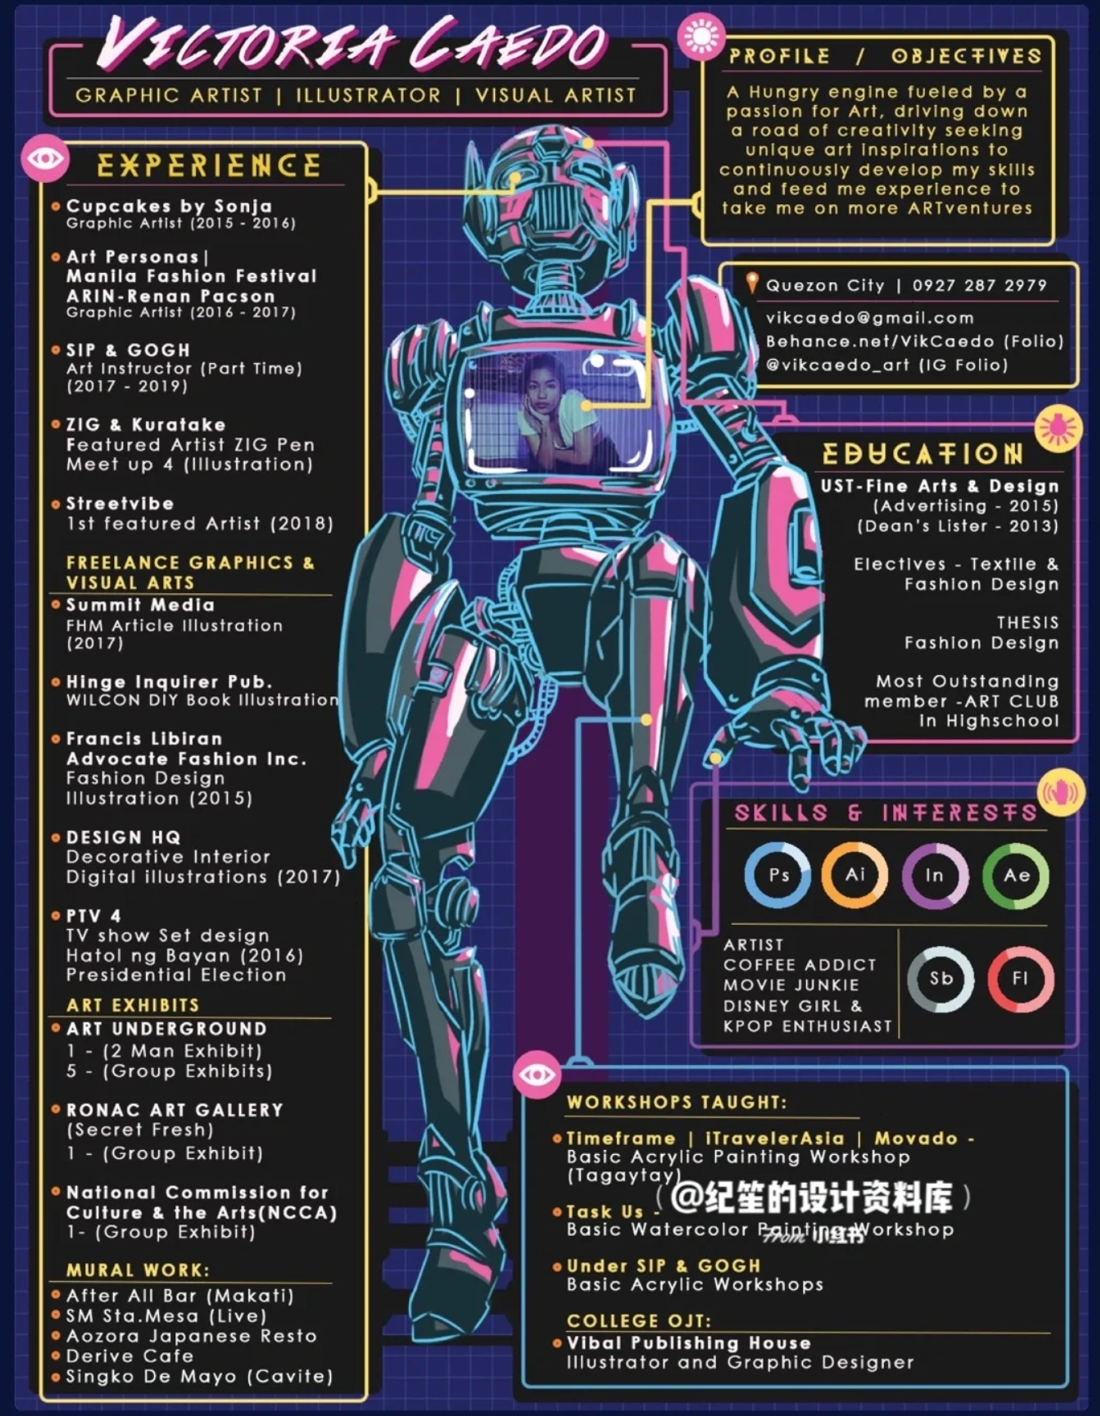 VICTORIA CAEDO
GRAPHIC ARTIST | ILLUSTRATOR | VISUAL ARTIST
PROFILE / OBJECTIVES
A Hungry engine fueled by a
passion for Art, driving down
a road of creativity seeking
unique art inspirations to
continuously develop my skills
and feed me experience to
take me on more ARTventures
Quezon City | 0927 287 2979
vikcaedo@gmail.com
Behance.net/VikCaedo (Folio)
@vikcaedo_art (IG Folio)
EXPERIENCE
Cupcakes by Sonja
Graphic Artist (2015 - 2016)
Art Personas|
Manila Fashion Festival
ARIN-Renan Pacson
Graphic Artist (2016 - 2017)
SIP & GOGH
Art Instructor (Part Time)
(2017 - 2019)
ZIG & Kuratake
Featured Artist ZIG Pen
Meet up 4 (Illustration)
Streetvibe
1st featured Artist (2018)
FREELANCE GRAPHICS &
VISUAL ARTS
Summit Media
FHM Article Illustration
(2017)
Hinge Inquirer Pub.
WILCON DIY Book Illustration
Francis Libiran
Advocate Fashion Inc.
Fashion Design
Illustration (2015)
DESIGN HQ
Decorative Interior
Digital illustrations (2017)
PTV 4
TV show Set design
Hatol ng Bayan (2016)
Presidential Election
ART EXHIBITS
ART UNDERGROUND
1 - (2 Man Exhibit)
5 - (Group Exhibits)
RONAC ART GALLERY
(Secret Fresh)
1 - (Group Exhibit)
National Commission for
Culture & the Arts(NCCA)
1- (Group Exhibit)
MURAL WORK:
After All Bar (Makati)
SM Sta.Mesa (Live)
Aozora Japanese Resto
Derive Cafe
Singko De Mayo (Cavite)
EDUCATION
UST-Fine Arts & Design
(Advertising - 2015)
(Dean's Lister - 2013)
Electives - Textile &
Fashion Design
THESIS
Fashion Design
Most Outstanding
member -ART CLUB
in Highschool
SKILLS & INTERESTS
Ps Ai In Ae
ARTIST
COFFEE ADDICT
MOVIE JUNKIE
DISNEY GIRL &
KPOP ENTHUSIAST
Sb Fl
WORKSHOPS TAUGHT:
Timeframe | iTravelerAsia | Movado -
Basic Acrylic Painting Workshop
(Tagaytay)
(@纪笙的设计资料库)
Task Us -
Basic Watercolor Painting Workshop
From 小红书
Under SIP & GOGH
Basic Acrylic Workshops
COLLEGE OJT:
Vibal Publishing House
Illustrator and Graphic Designer